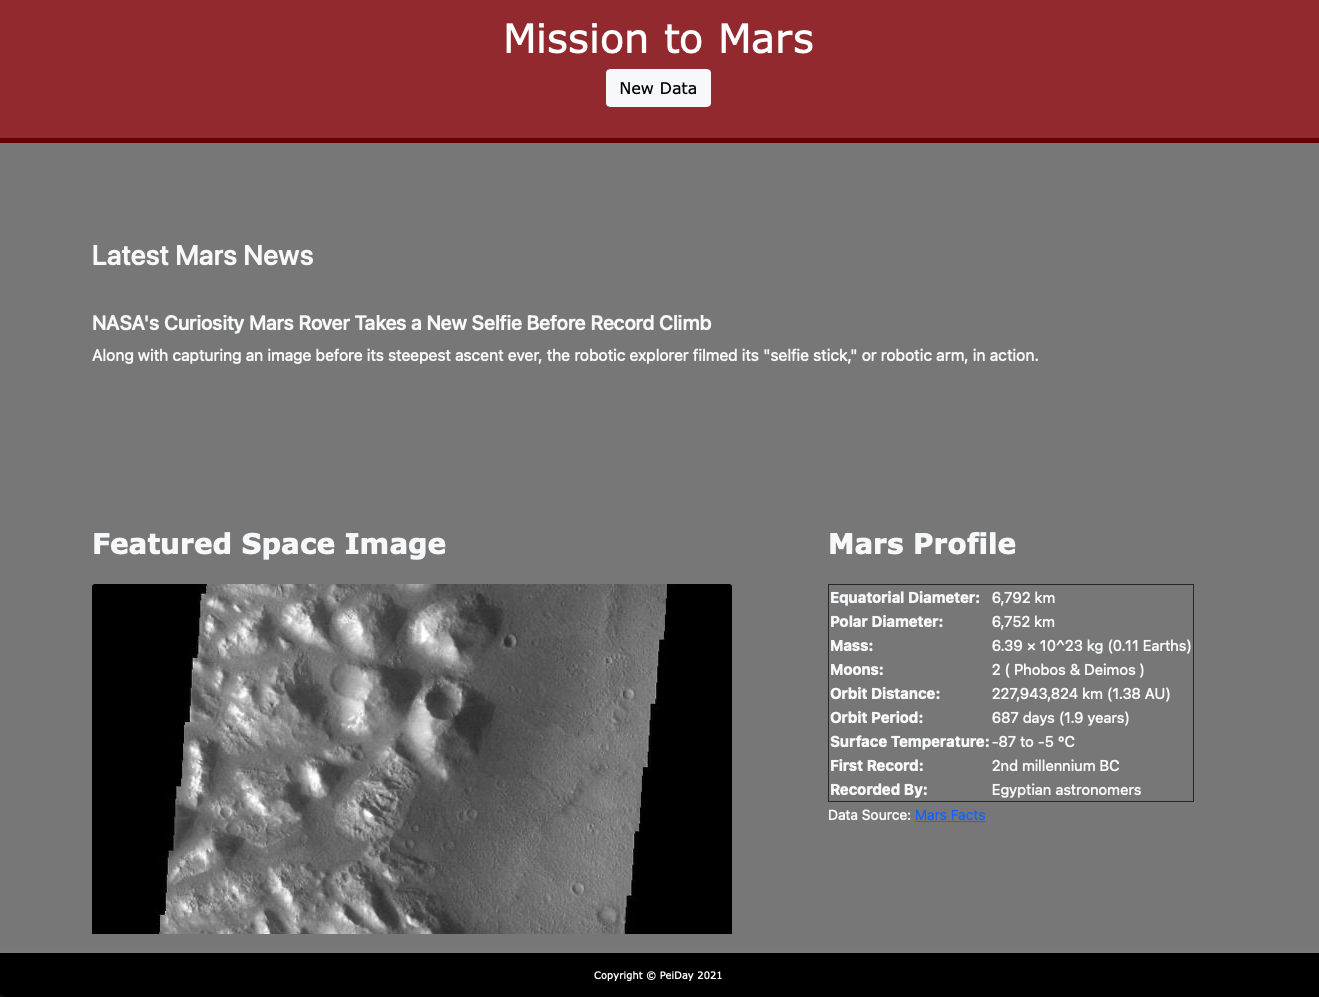 Mission to Mars
New Data
Latest Mars News
NASA's Curiosity Mars Rover Takes a New Selfie Before Record Climb
Along with capturing an image before its steepest ascent ever, the robotic explorer filmed its "selfie stick," or robotic arm, in action.
Featured Space Image
Mars Profile
Equatorial Diameter: 6,792 km
Polar Diameter: 6,752 km
Mass: 6.39 × 10^23 kg (0.11 Earths)
Moons: 2 ( Phobos & Deimos )
Orbit Distance: 227,943,824 km (1.38 AU)
Orbit Period: 687 days (1.9 years)
Surface Temperature: -87 to -5 °C
First Record: 2nd millennium BC
Recorded By: Egyptian astronomers
Data Source: Mars Facts
Copyright © PeiDay 2021